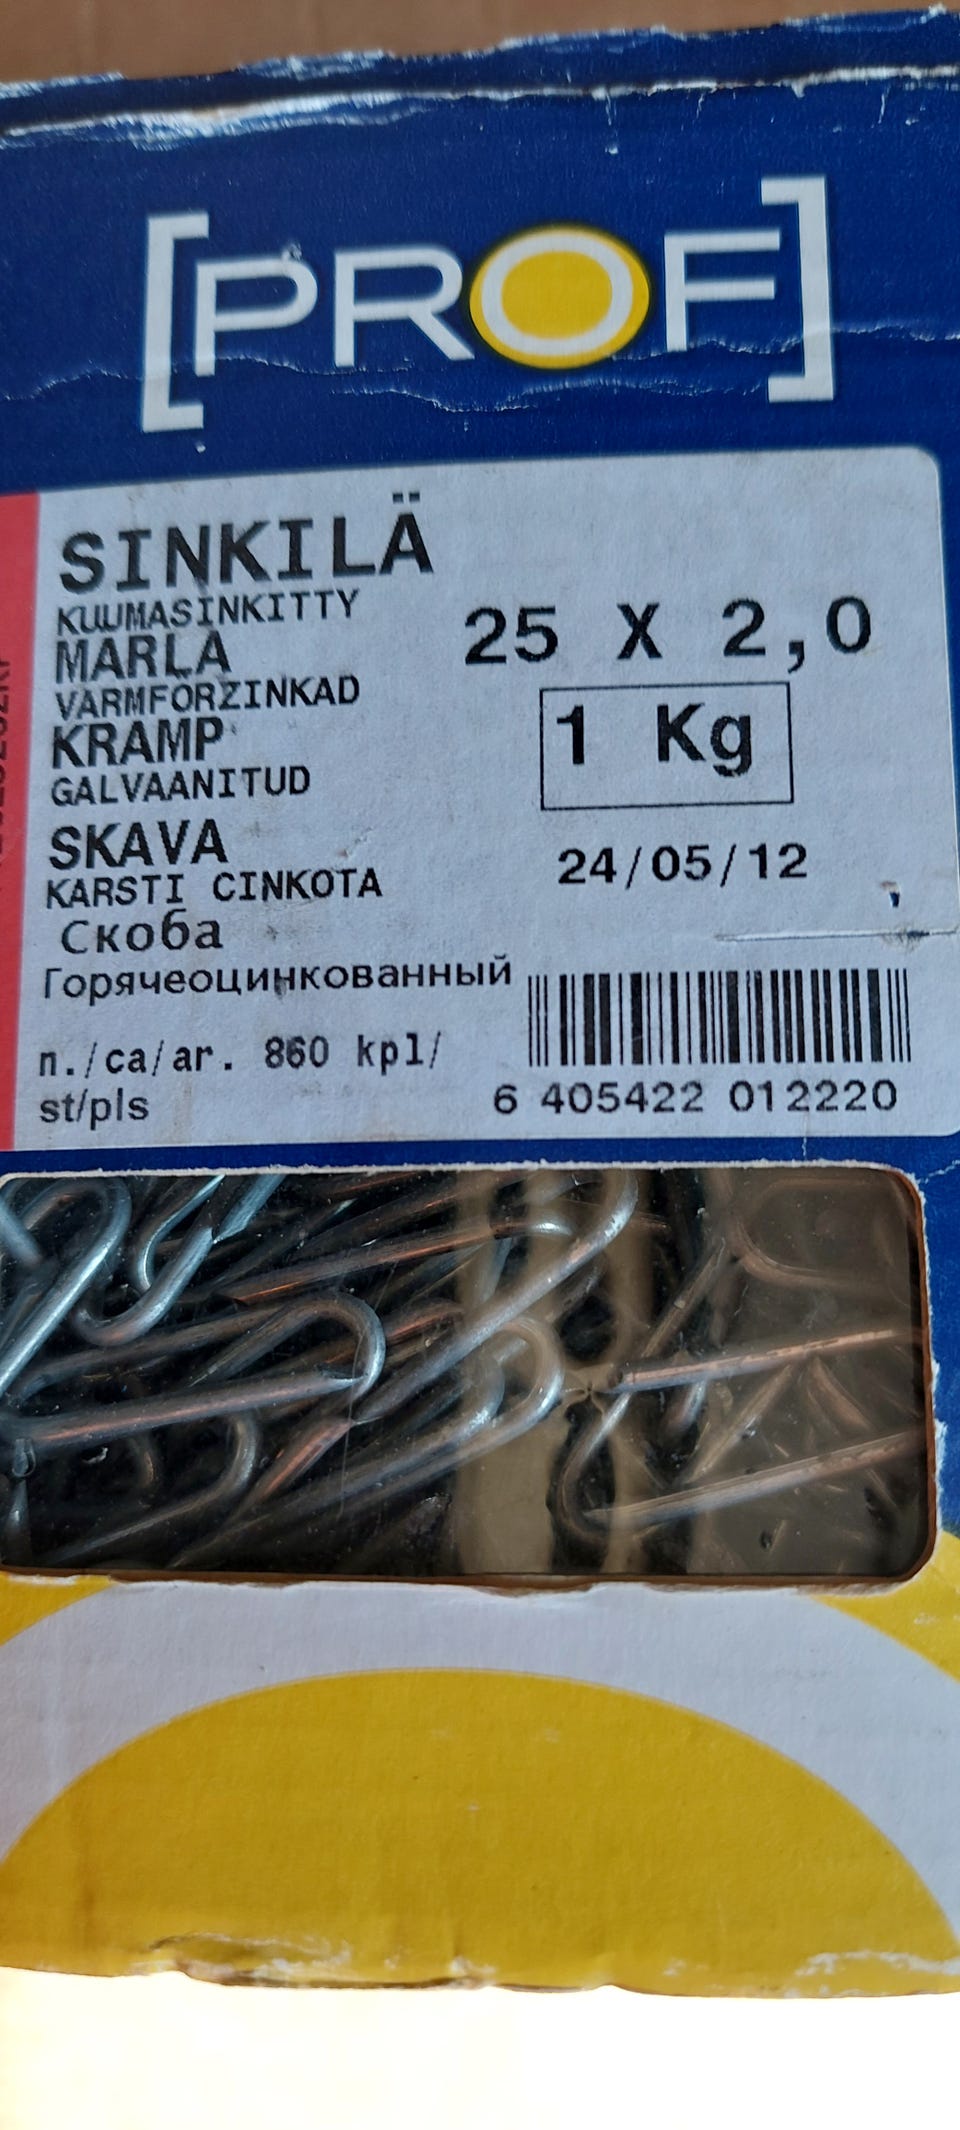 [PROF]
SINKILÄ
KUUMASINKITTY
MÄRLA
VARMFÖRZINKAD
25 X 2,0
KRAMP
GALVAANITUD
1 Kg
SKAVA
KARSTI CINKOTA
24/05/12
Скоба
Горячеоцинкованный
n./ca/ar. 860 kpl/
st/pls
6 405422 012220